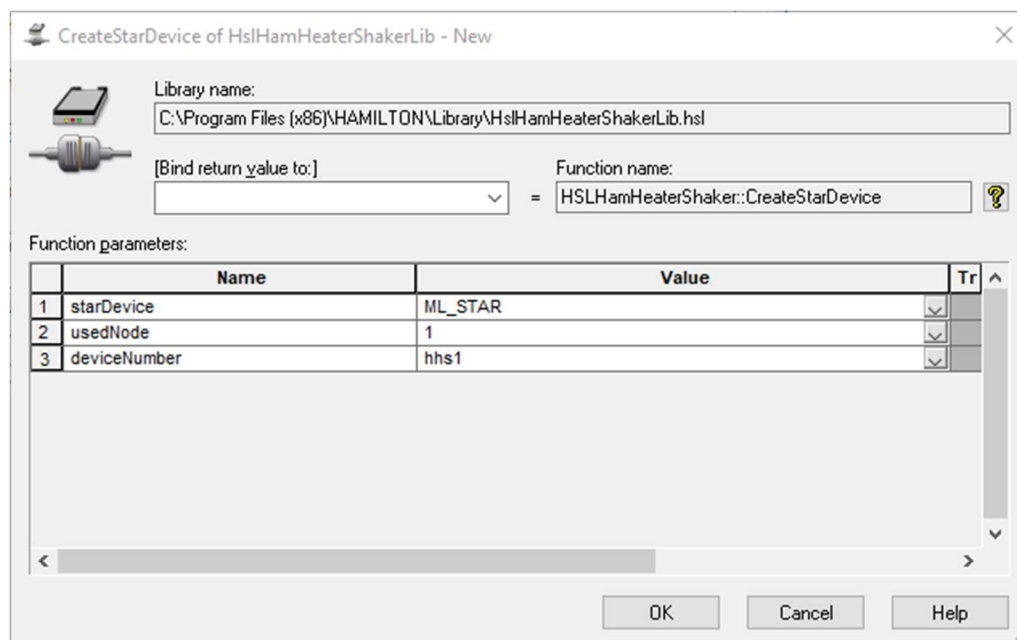 CreateStarDevice of HslHamHeaterShakerLib - New
Library name:
C:\Program Files (x86)\HAMILTON\Library\HslHamHeaterShakerLib.hsl
[Bind return value to:]
Function name:
= HSLHamHeaterShaker::CreateStarDevice
Function parameters:
Name Value Tr
1 starDevice ML_STAR
2 usedNode 1
3 deviceNumber hhs1
OK Cancel Help